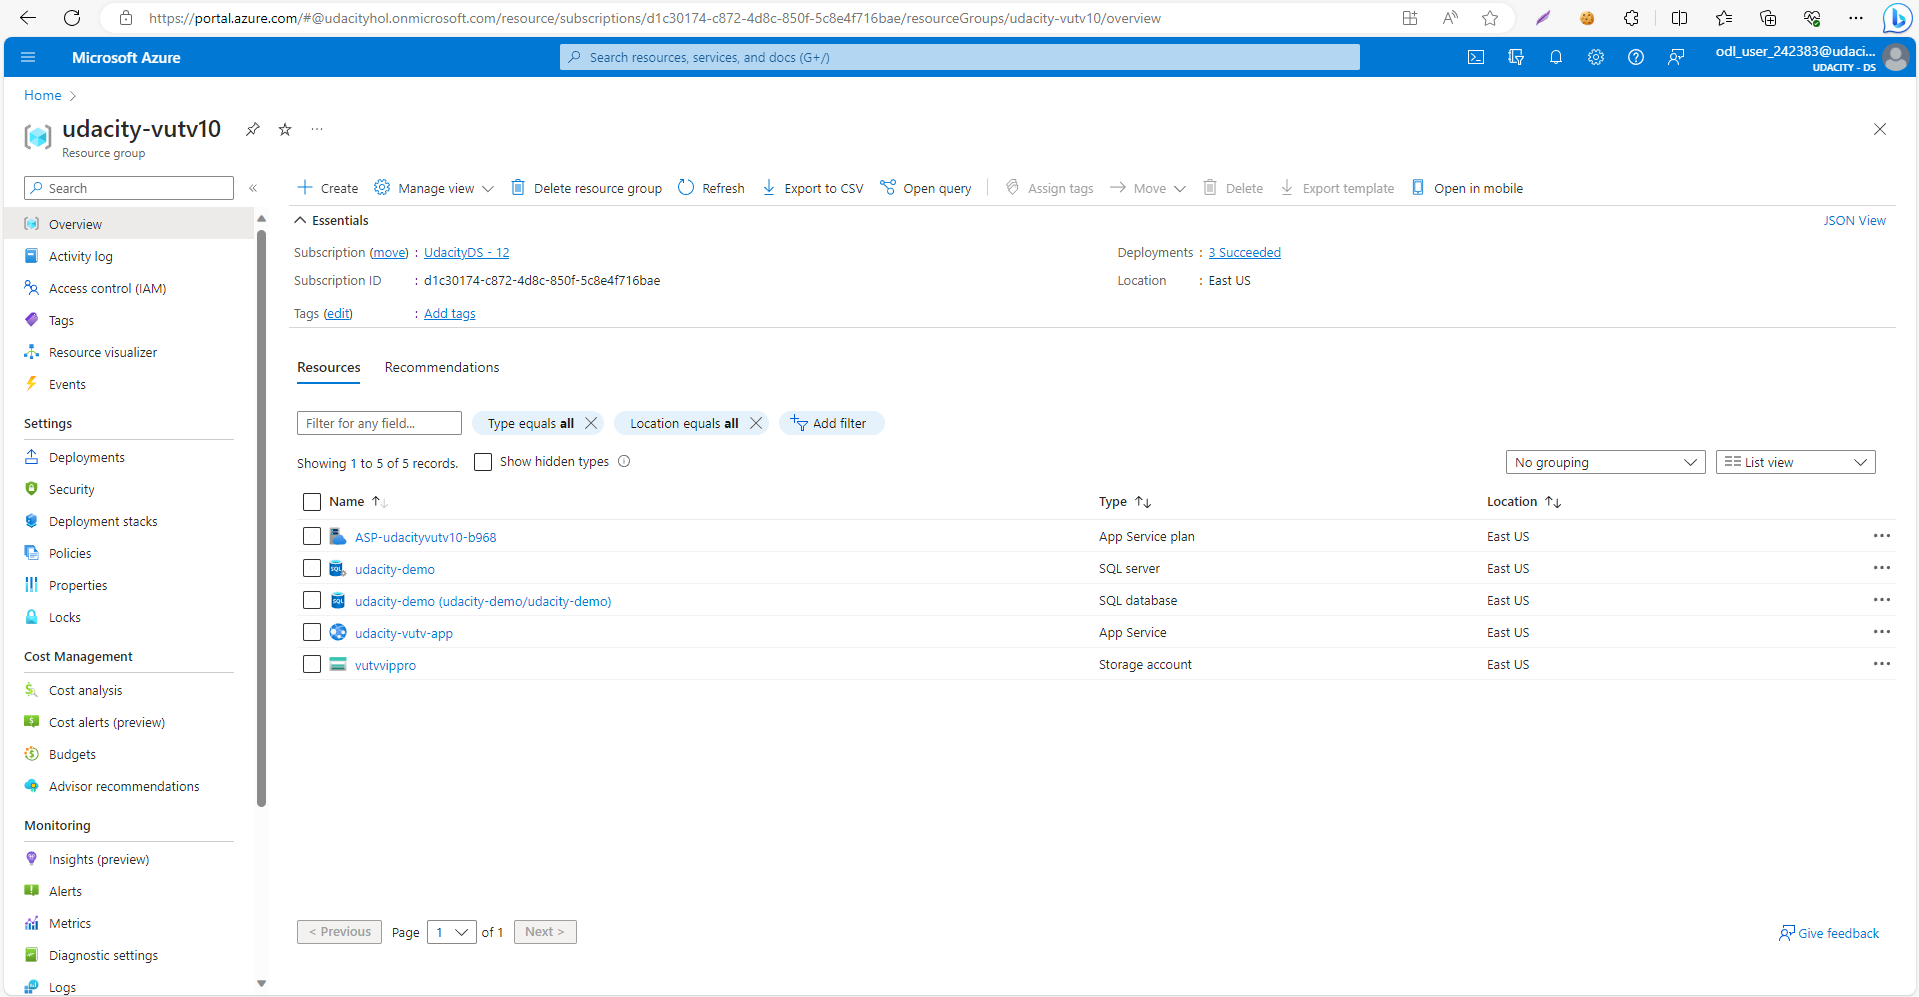 https://portal.azure.com/#@udacityhol.onmicrosoft.com/resource/subscriptions/d1c30174-c872-4d8c-850f-5c8e4f716bae/resourceGroups/udacity-vutv10/overview
Microsoft Azure
Search resources, services, and docs (G+/)
odl_user_242383@udaci...
UDACITY - DS
Home
udacity-vutv10
Resource group
Search
Create
Manage view
Delete resource group
Refresh
Export to CSV
Open query
Assign tags
Move
Delete
Export template
Open in mobile
Overview
Activity log
Access control (IAM)
Tags
Resource visualizer
Events
Settings
Deployments
Security
Deployment stacks
Policies
Properties
Locks
Cost Management
Cost analysis
Cost alerts (preview)
Budgets
Advisor recommendations
Monitoring
Insights (preview)
Alerts
Metrics
Diagnostic settings
Logs
Essentials
JSON View
Subscription (move) : UdacityDS - 12
Deployments : 3 Succeeded
Subscription ID : d1c30174-c872-4d8c-850f-5c8e4f716bae
Location : East US
Tags (edit) : Add tags
Resources Recommendations
Filter for any field...
Type equals all
Location equals all
Add filter
Showing 1 to 5 of 5 records.
Show hidden types
No grouping
List view
Name Type Location
ASP-udacityvutv10-b968 App Service plan East US
udacity-demo SQL server East US
udacity-demo (udacity-demo/udacity-demo) SQL database East US
udacity-vutv-app App Service East US
vutvvippro Storage account East US
< Previous Page 1 of 1 Next >
Give feedback